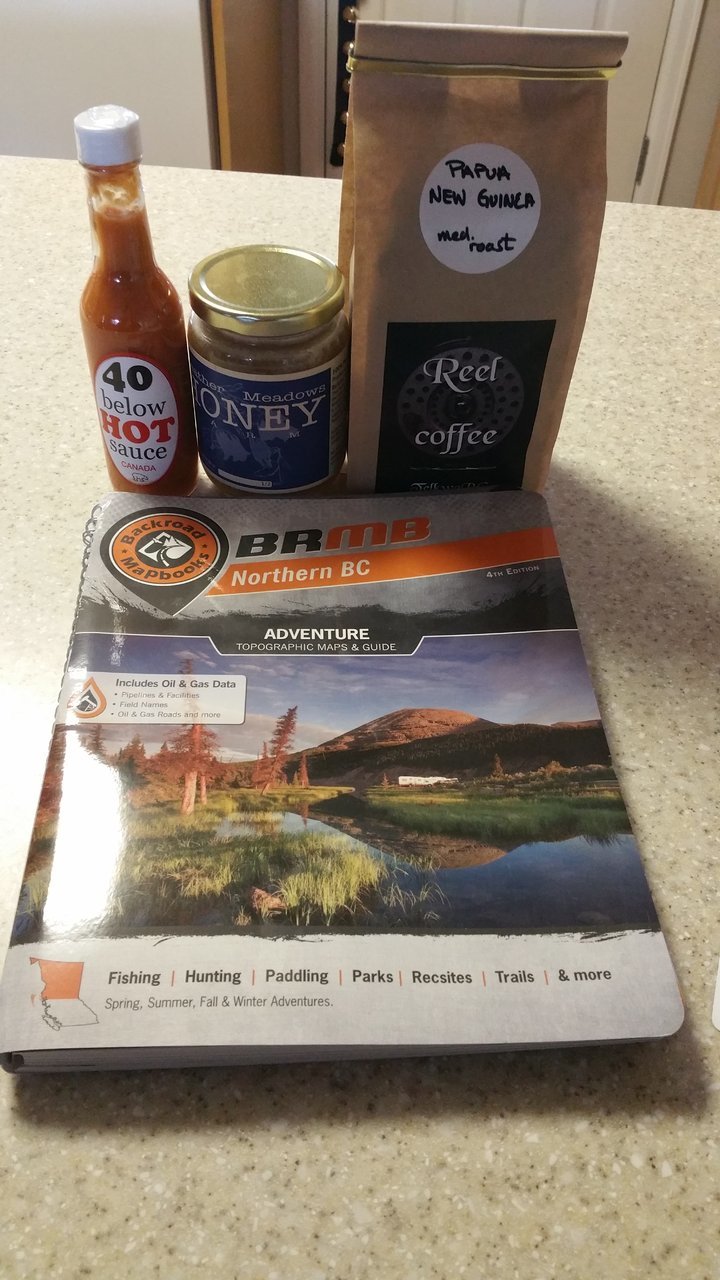 40
below
HOT
sauce
CANADA
Meadows
HONEY
F A R M
PAPUA
NEW GUINEA
med.
roast
Reel
coffee
Backroad
Mapbooks
BRMB
Northern BC
4TH EDITION
ADVENTURE
TOPOGRAPHIC MAPS & GUIDE
Includes Oil & Gas Data
• Pipelines & Facilities
• Field Names
• Oil & Gas Roads and more
Fishing | Hunting | Paddling | Parks | Recsites | Trails | & more
Spring, Summer, Fall & Winter Adventures.